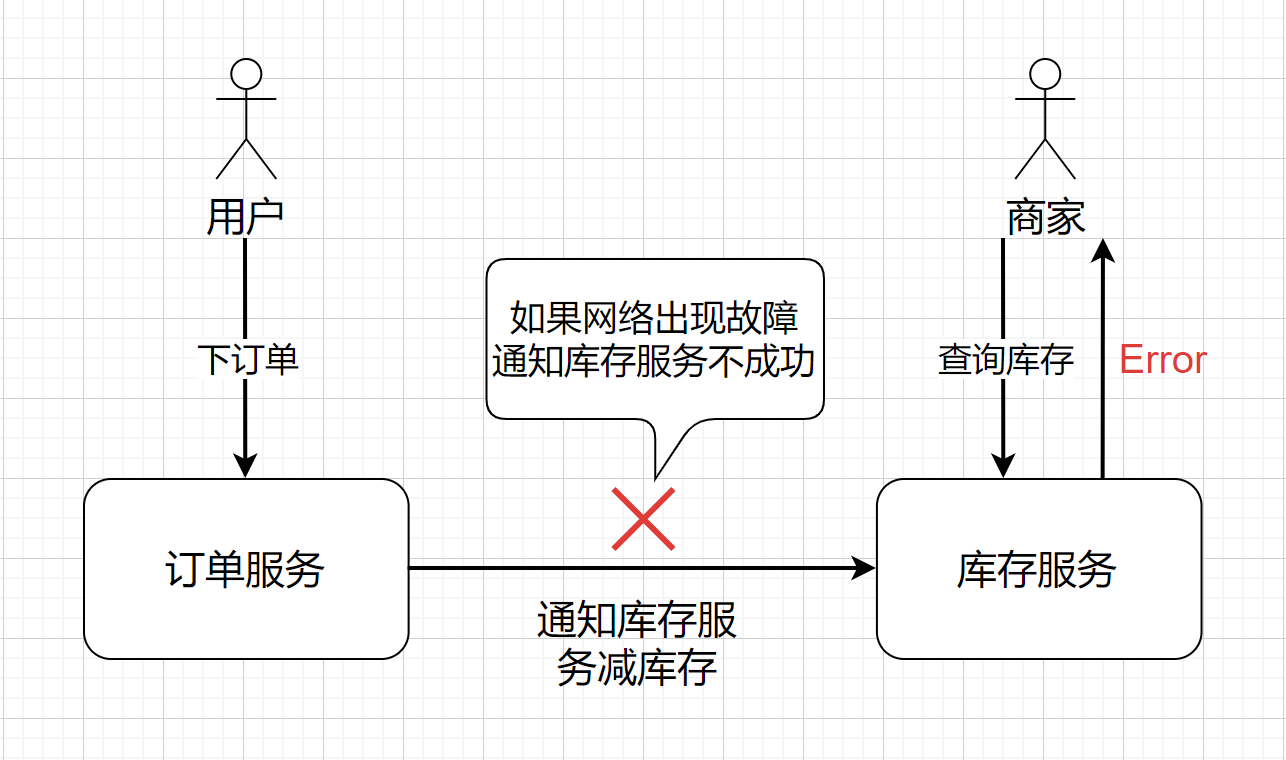 用户
商家
如果网络出现故障
通知库存服务不成功
下订单
查询库存
Error
订单服务
库存服务
通知库存服
务减库存